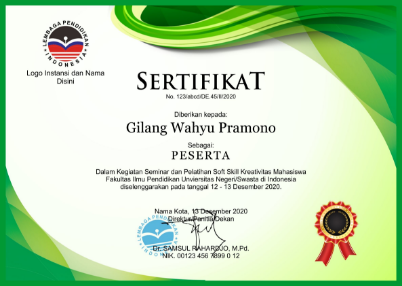 LEMBAGA PENDIDIKAN
INDONESIA
Logo Instansi dan Nama
Disini
SERTIFIKAT
No. 123/abcd/DE.45/II/2020
Diberikan kepada:
Gilang Wahyu Pramono
Sebagai:
PESERTA
Dalam Kegiatan Seminar dan Pelatihan Soft Skill Kreativitas Mahasiswa
Fakultas Ilmu Pendidikan Unviersitas Negeri/Swasta di Indonesia
diselenggarakan pada tanggal 12 - 13 Desember 2020.
Nama Kota, 13 Desember 2020
Direktur/Panitia/Dekan
LEMBAGA PENDIDIKAN
Dr. SAMSUL RAHARDJO, M.Pd.
NIK. 00123 456 7899 0 12